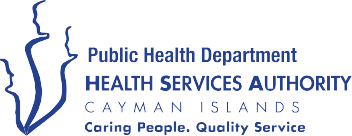 Public Health Department
HEALTH SERVICES AUTHORITY
CAYMAN ISLANDS
Caring People. Quality Service